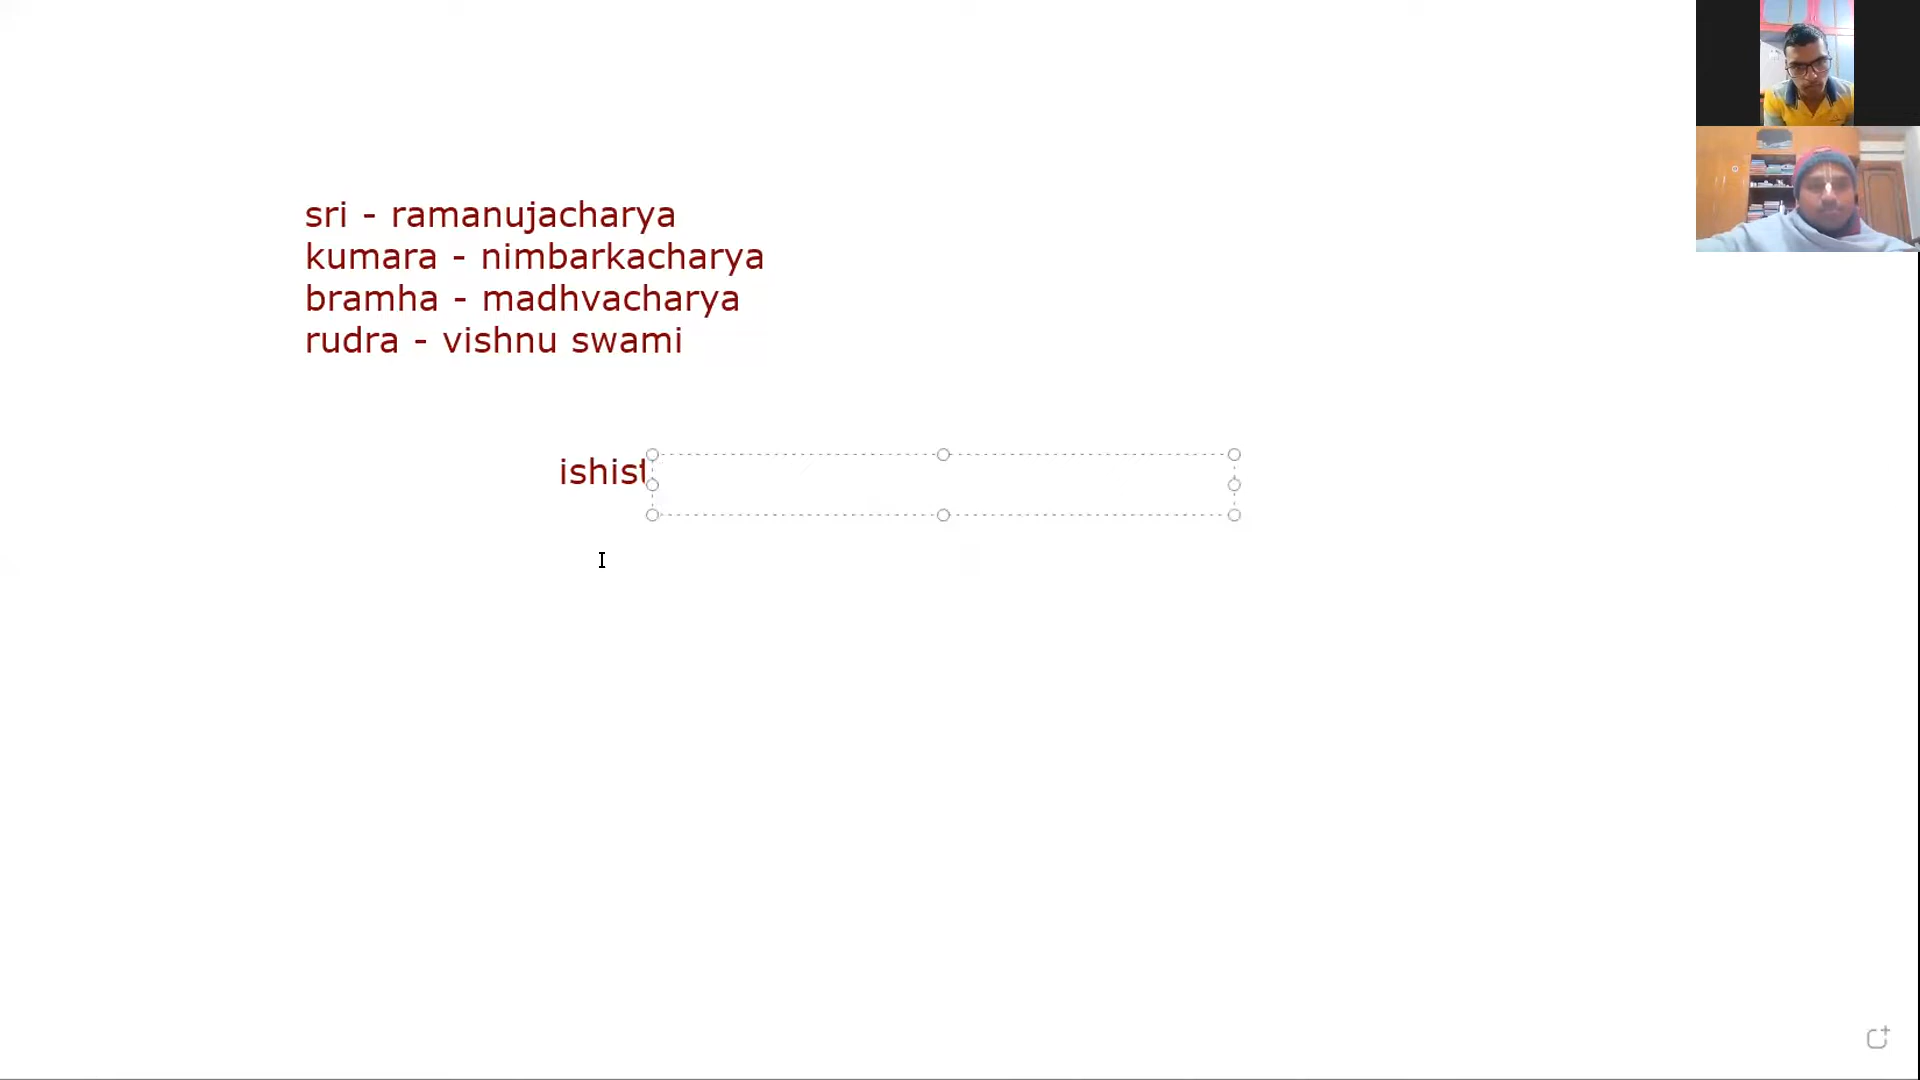 sri - ramanujacharya
kumara - nimbarkacharya
bramha - madhvacharya
rudra - vishnu swami
ishist